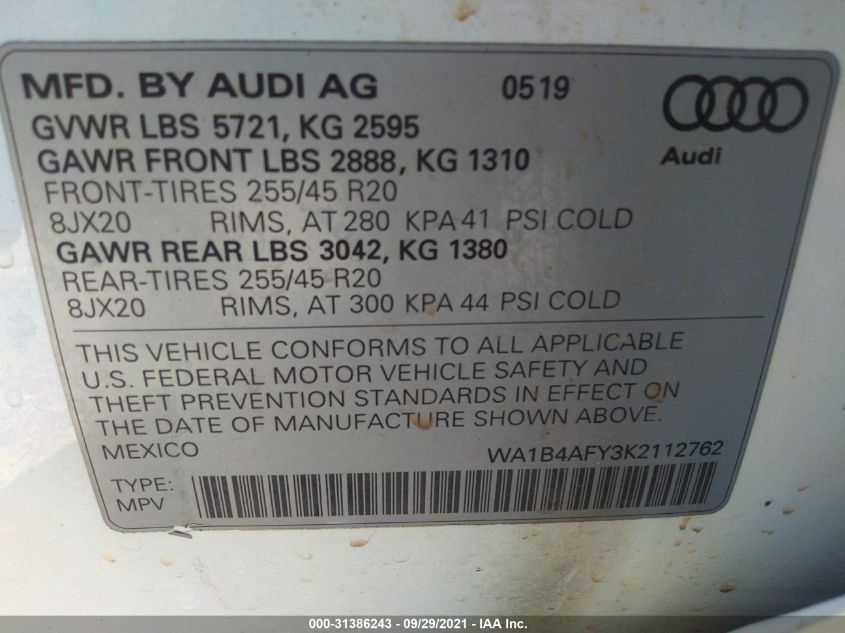 MFD. BY AUDI AG 0519
GVWR LBS 5721, KG 2595
GAWR FRONT LBS 2888, KG 1310
Audi
FRONT-TIRES 255/45 R20
8JX20 RIMS, AT 280 KPA 41 PSI COLD
GAWR REAR LBS 3042, KG 1380
REAR-TIRES 255/45 R20
8JX20 RIMS, AT 300 KPA 44 PSI COLD
THIS VEHICLE CONFORMS TO ALL APPLICABLE
U.S. FEDERAL MOTOR VEHICLE SAFETY AND
THEFT PREVENTION STANDARDS IN EFFECT ON
THE DATE OF MANUFACTURE SHOWN ABOVE.
MEXICO WA1B4AFY3K2112762
TYPE:
MPV
000-31386243 - 09/29/2021 - IAA Inc.